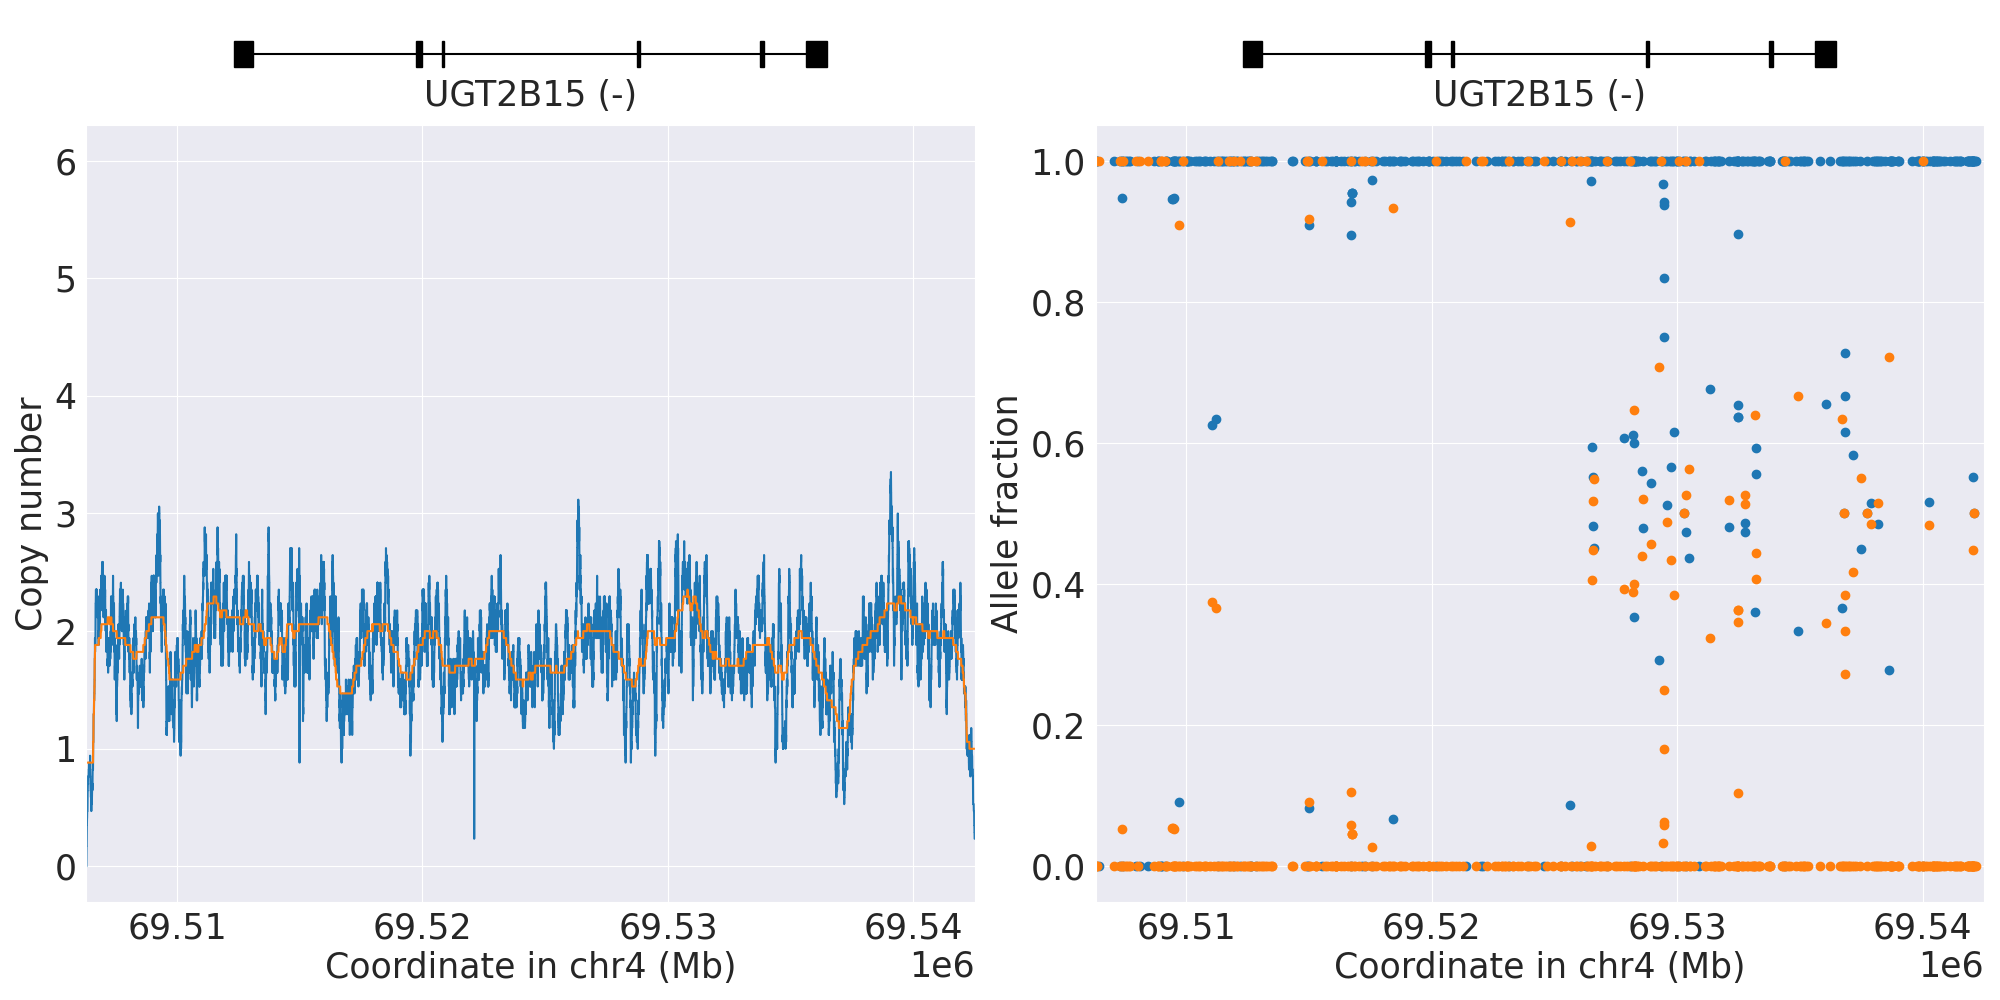 UGT2B15 (-)
Copy number
6
5
4
3
2
1
0
69.51 69.52 69.53 69.54
Coordinate in chr4 (Mb)
1e6
UGT2B15 (-)
Allele fraction
1.0
0.8
0.6
0.4
0.2
0.0
69.51 69.52 69.53 69.54
Coordinate in chr4 (Mb)
1e6